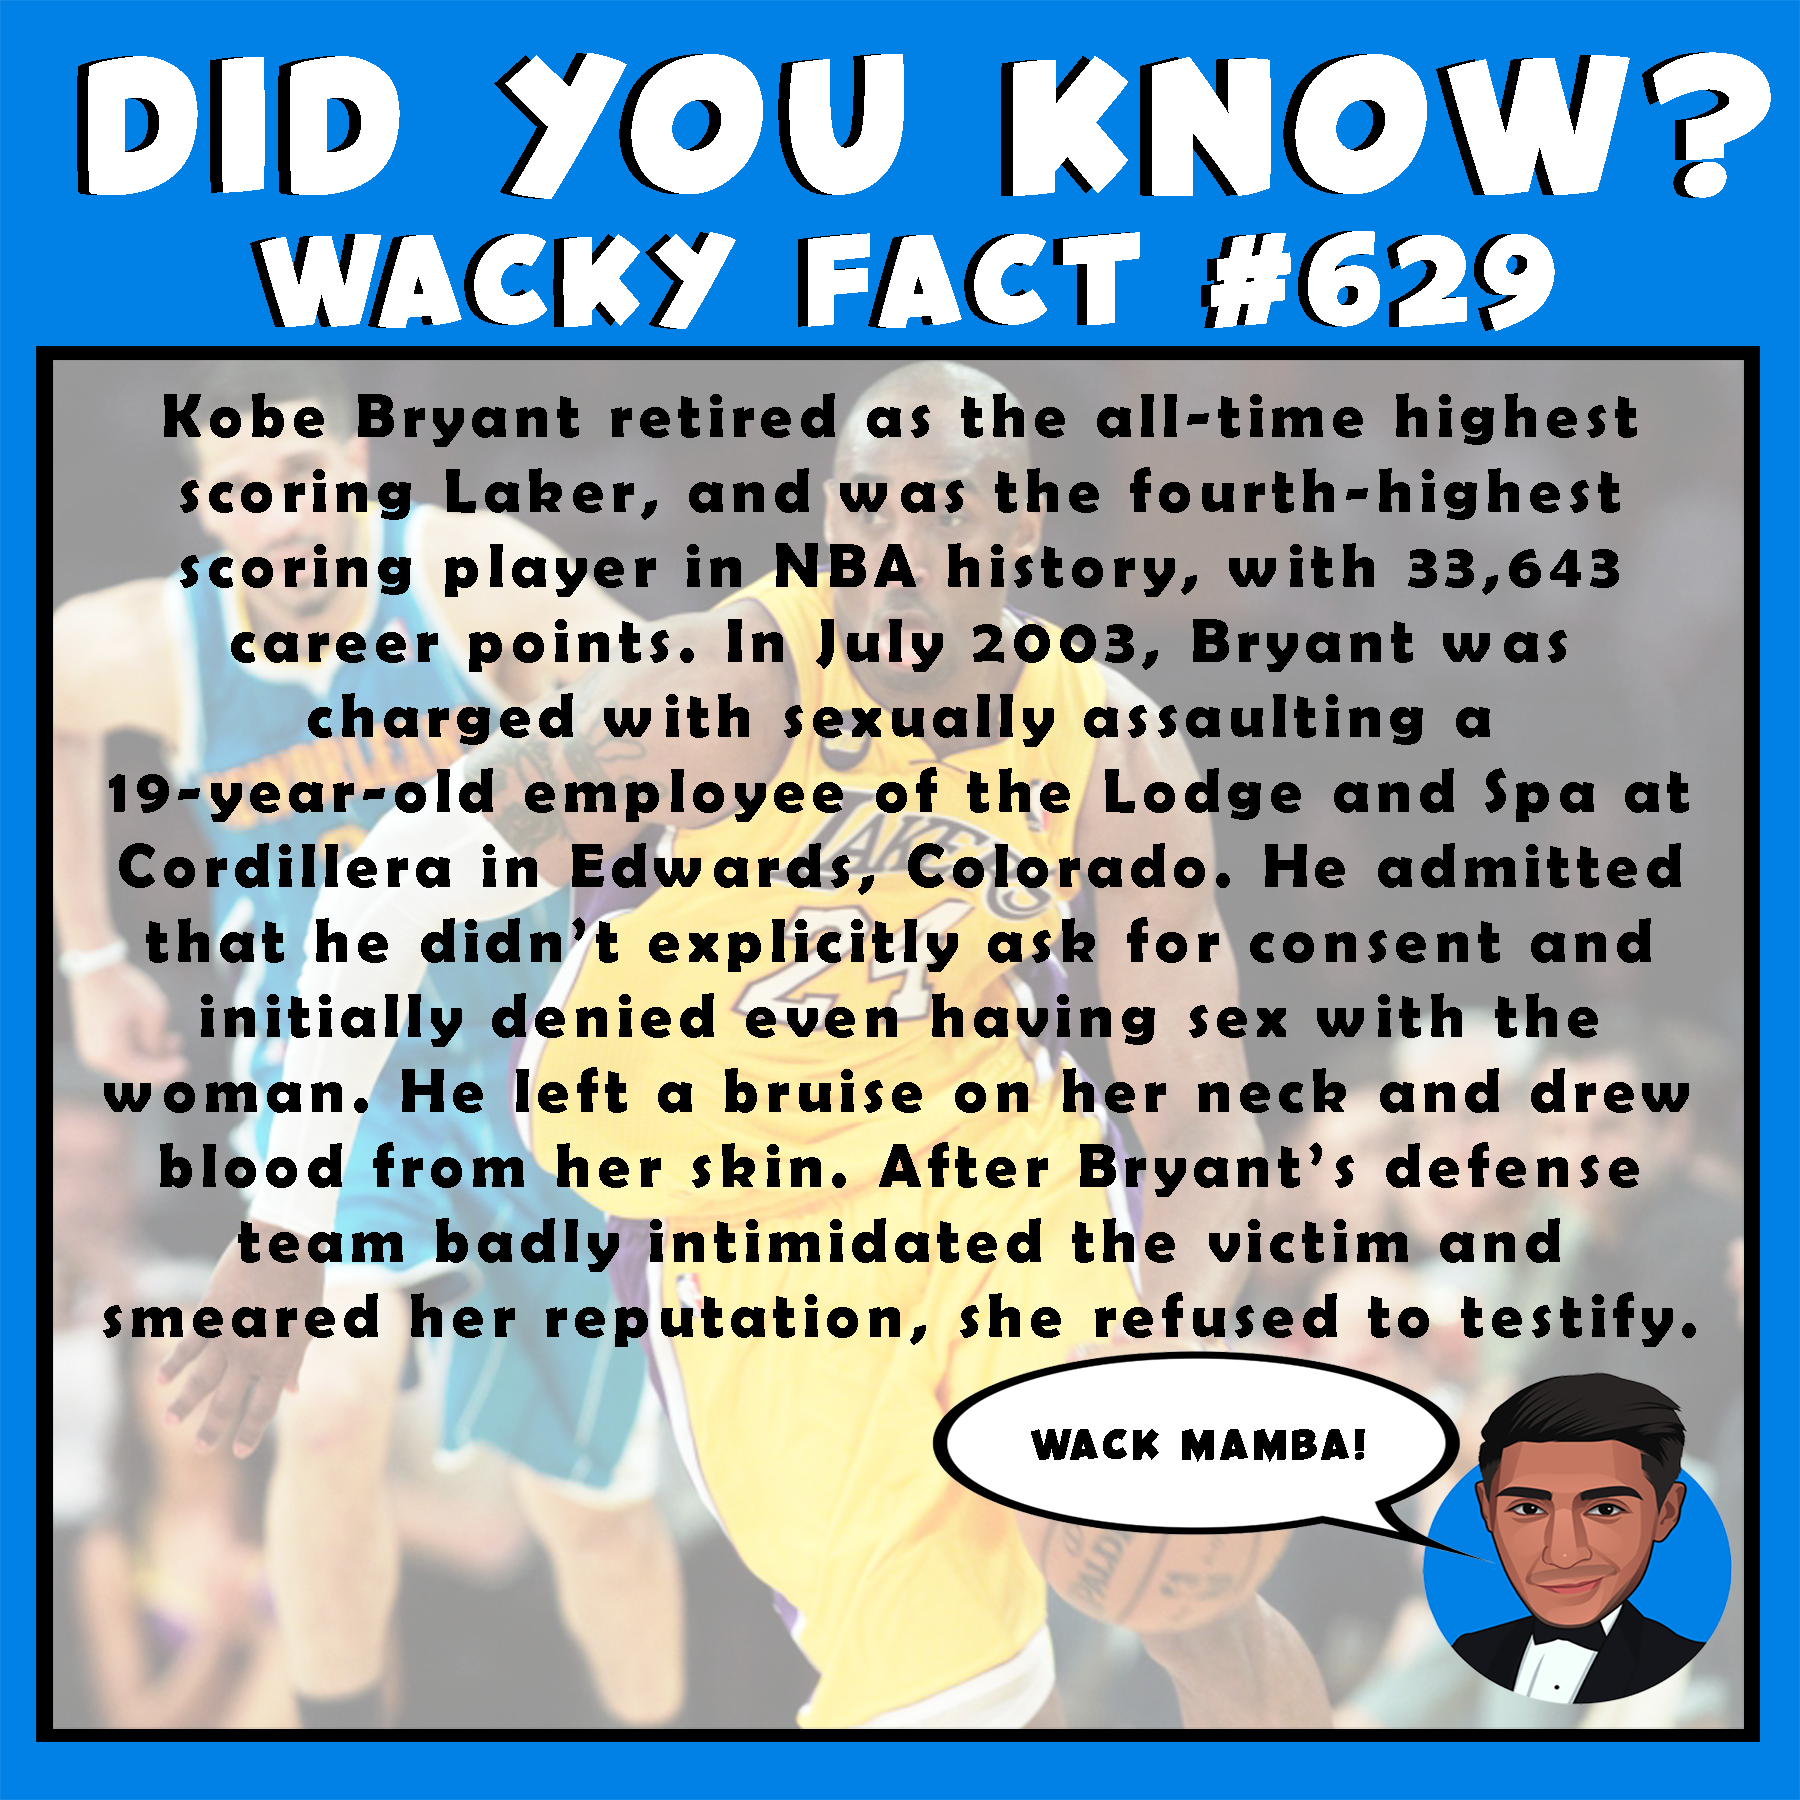 DID YOU KNOW?
WACKY FACT #629
Kobe Bryant retired as the all-time highest
scoring Laker, and was the fourth-highest
scoring player in NBA history, with 33,643
career points. In July 2003, Bryant was
charged with sexually assaulting a
19-year-old employee of the Lodge and Spa at
Cordillera in Edwards, Colorado. He admitted
that he didn't explicitly ask for consent and
initially denied even having sex with the
woman. He left a bruise on her neck and drew
blood from her skin. After Bryant's defense
team badly intimidated the victim and
smeared her reputation, she refused to testify.
WACK MAMBA!
LAKERS
24
SPALDING